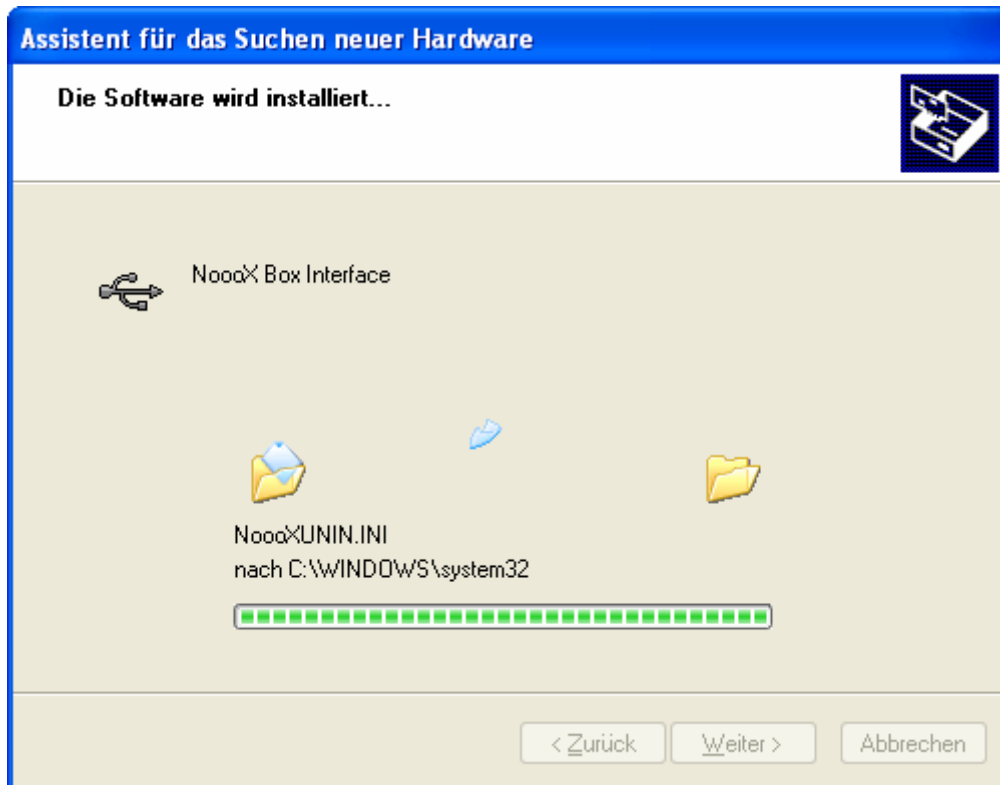 Assistent für das Suchen neuer Hardware
Die Software wird installiert...
NoooX Box Interface
NoooXUNIN.INI
nach C:\WINDOWS\system32
< Zurück Weiter > Abbrechen